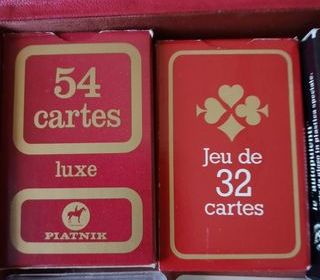 54
cartes
luxe
PIATNIK
Jeu de
32
cartes